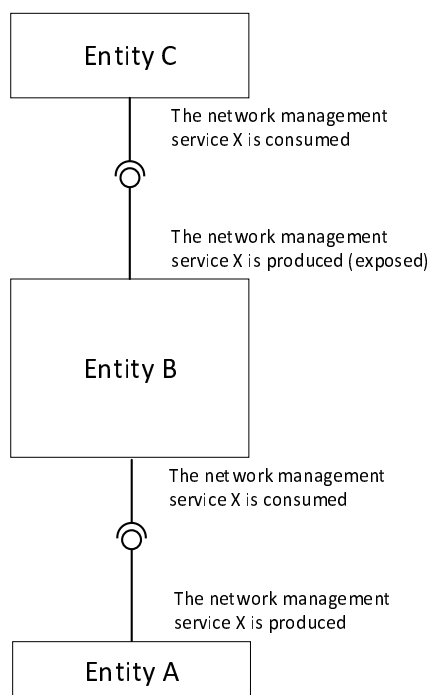 Entity C
The network management
service X is consumed
The network management
service X is produced (exposed)
Entity B
The network management
service X is consumed
The network management
service X is produced
Entity A